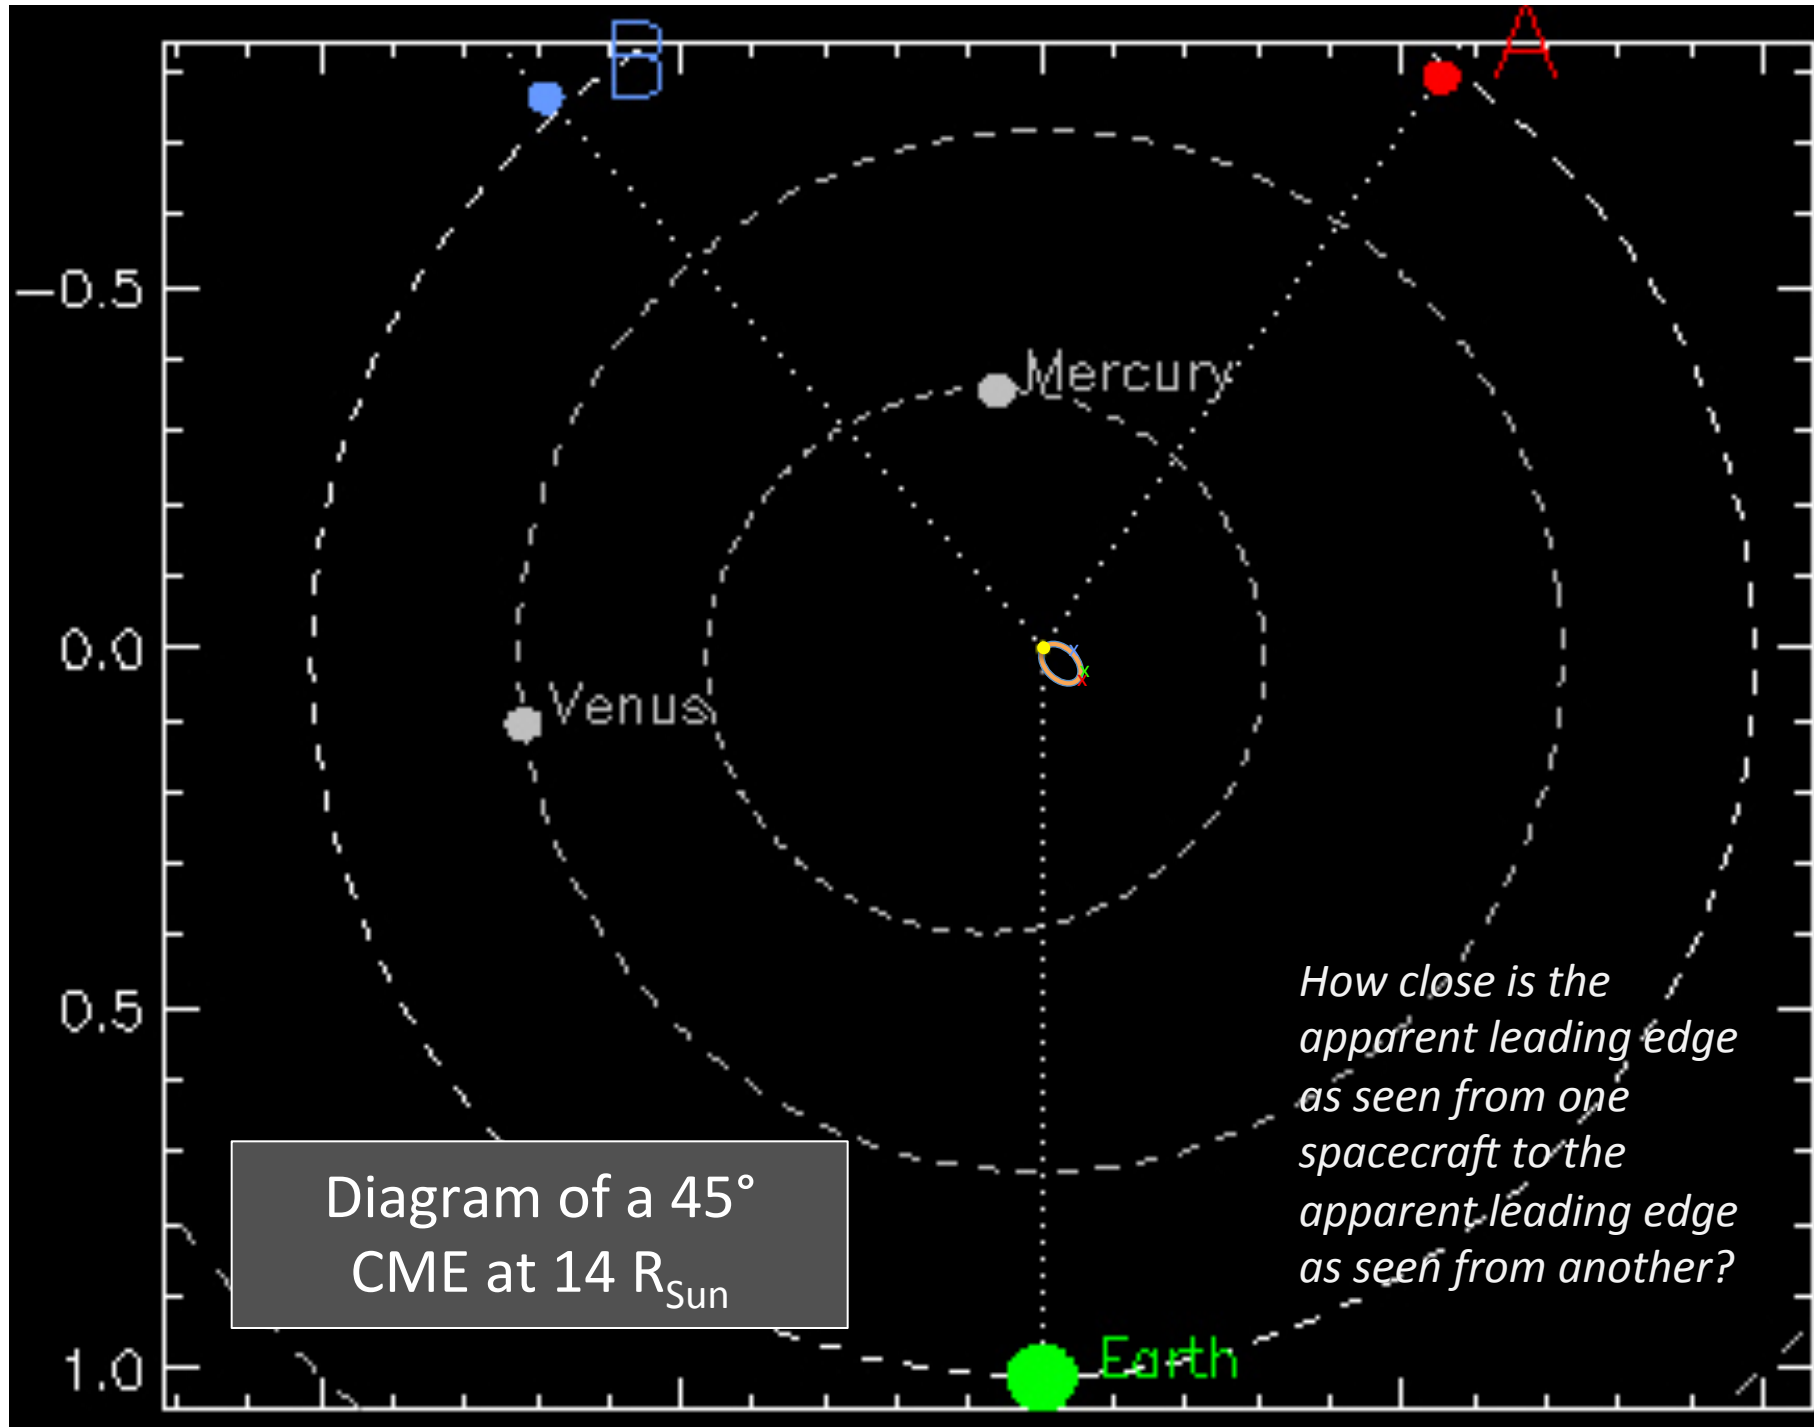 B
A
−0.5
Mercury
0.0
Venus
0.5
How close is the
apparent leading edge
as seen from one
spacecraft to the
apparent leading edge
as seen from another?
Diagram of a 45°
CME at 14 R_Sun
1.0
Earth
x
x
x